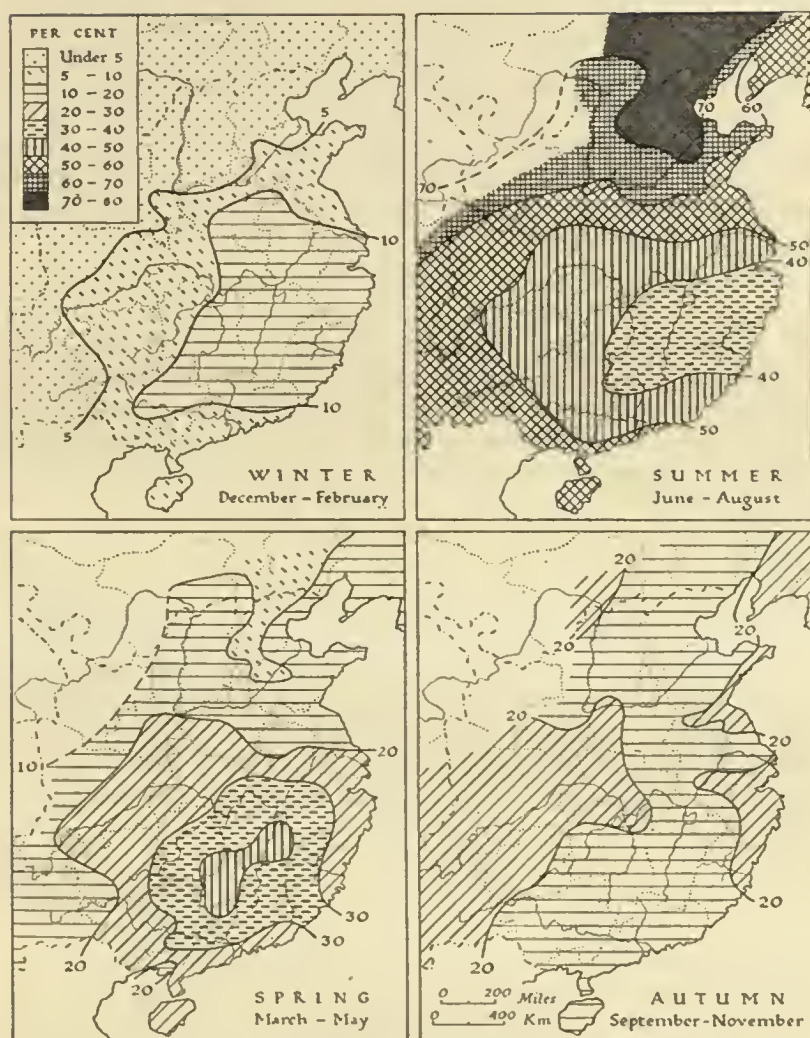 PER CENT
Under 5
5 – 10
10 – 20
20 – 30
30 – 40
40 – 50
50 – 60
60 – 70
70 – 80
5
10
10
5
WINTER
December – February
70
60
70
50
40
40
50
SUMMER
June – August
20
10
30
30
20
20
SPRING
March – May
20
20
20
20
20
20
20
0 200 Miles
0 400 Km
AUTUMN
September – November